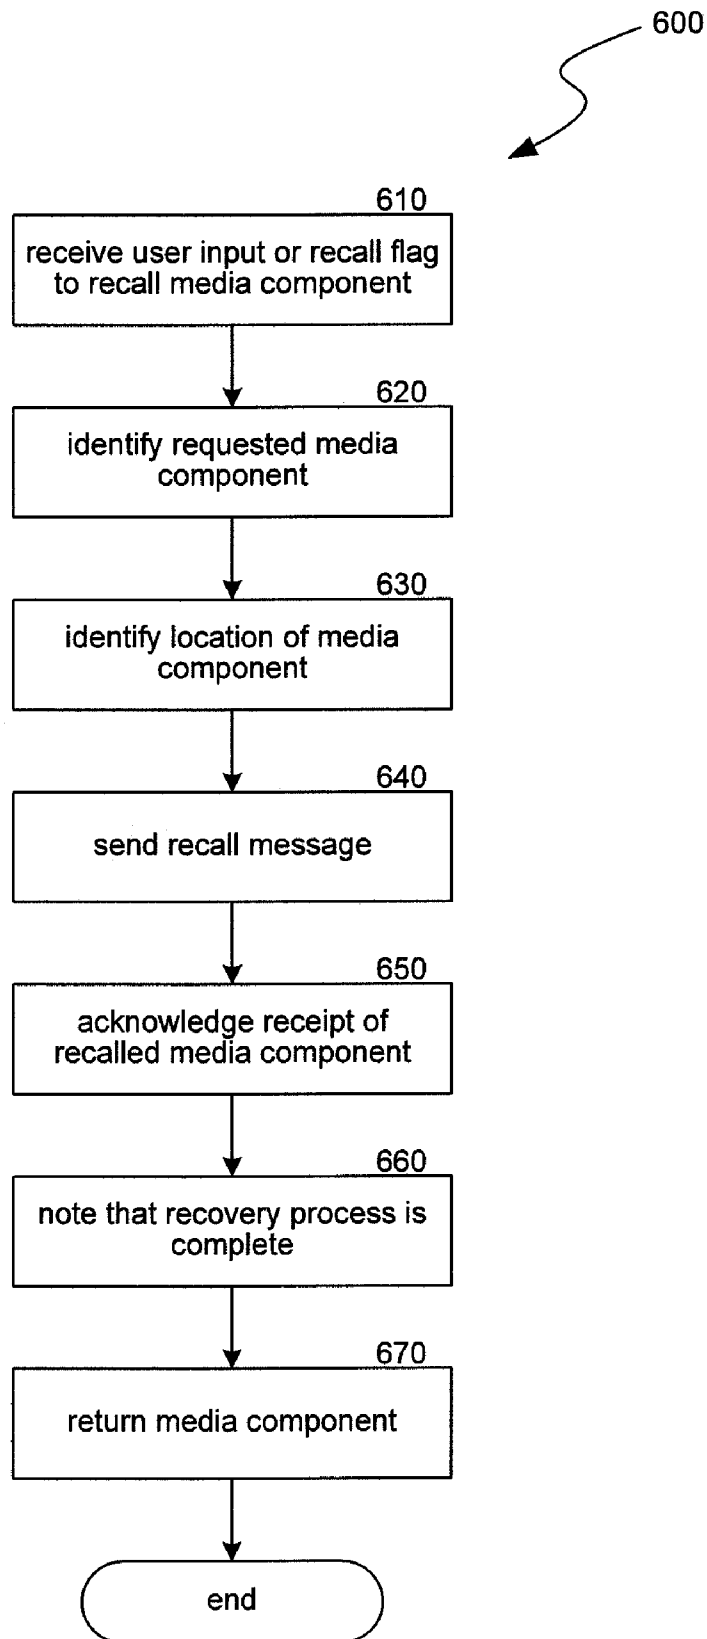 600
610
receive user input or recall flag
to recall media component
620
identify requested media
component
630
identify location of media
component
640
send recall message
650
acknowledge receipt of
recalled media component
660
note that recovery process is
complete
670
return media component
end